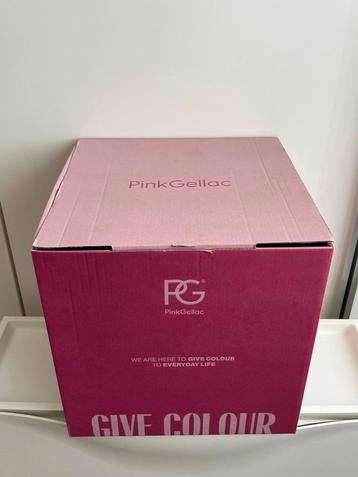 PinkGellac
PG®
PinkGellac
WE ARE HERE TO GIVE COLOUR
TO EVERYDAY LIFE
GIVE COLOUR